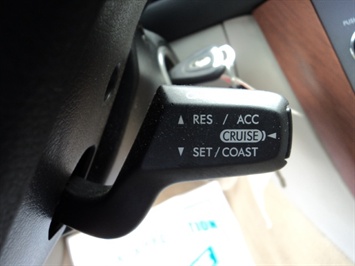 ▲ RES / ACC
CRUISE
▼ SET / COAST